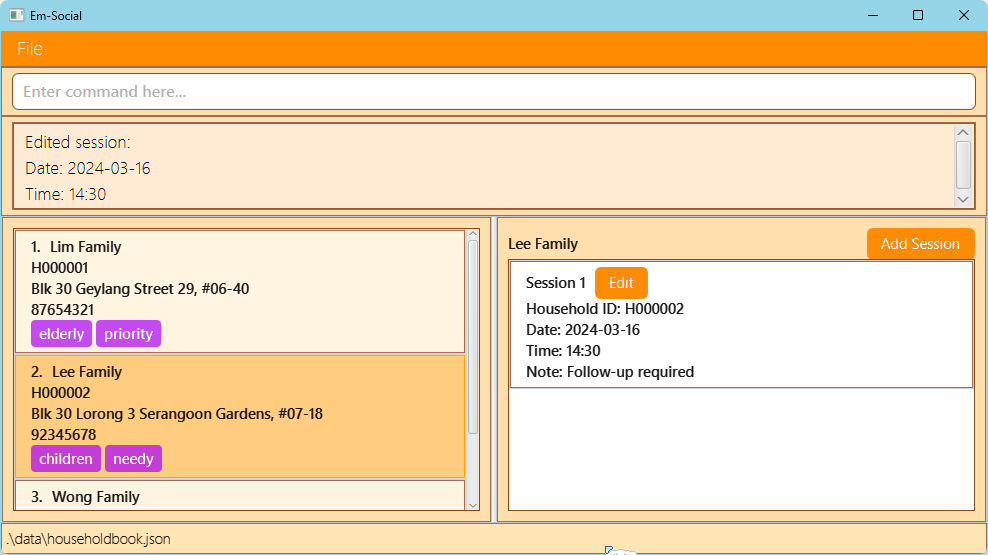 Em-Social
File
Enter command here...
Edited session:
Date: 2024-03-16
Time: 14:30
1. Lim Family
H000001
Blk 30 Geylang Street 29, #06-40
87654321
elderly priority
2. Lee Family
H000002
Blk 30 Lorong 3 Serangoon Gardens, #07-18
92345678
children needy
3. Wong Family
Lee Family Add Session
Session 1 Edit
Household ID: H000002
Date: 2024-03-16
Time: 14:30
Note: Follow-up required
.\data\householdbook.json